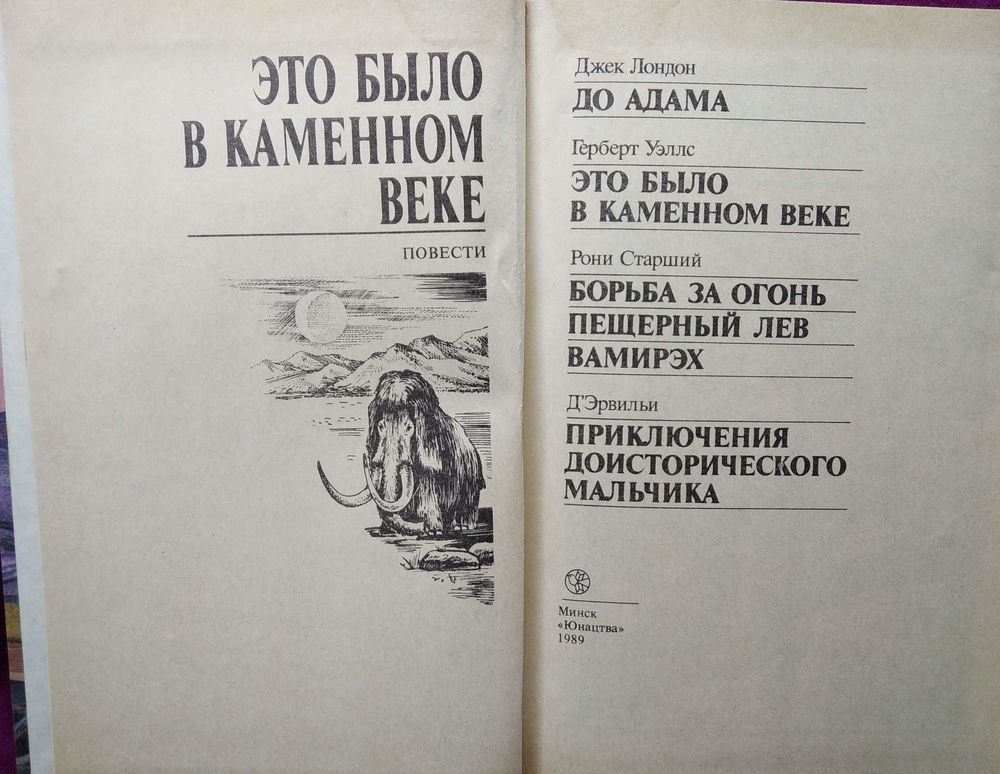 ЭТО БЫЛО
В КАМЕННОМ
ВЕКЕ
ПОВЕСТИ
Джек Лондон
ДО АДАМА
Герберт Уэллс
ЭТО БЫЛО
В КАМЕННОМ ВЕКЕ
Рони Старший
БОРЬБА ЗА ОГОНЬ
ПЕЩЕРНЫЙ ЛЕВ
ВАМИРЭХ
Д'Эрвильи
ПРИКЛЮЧЕНИЯ
ДОИСТОРИЧЕСКОГО
МАЛЬЧИКА
Минск
«Юнацтва»
1989